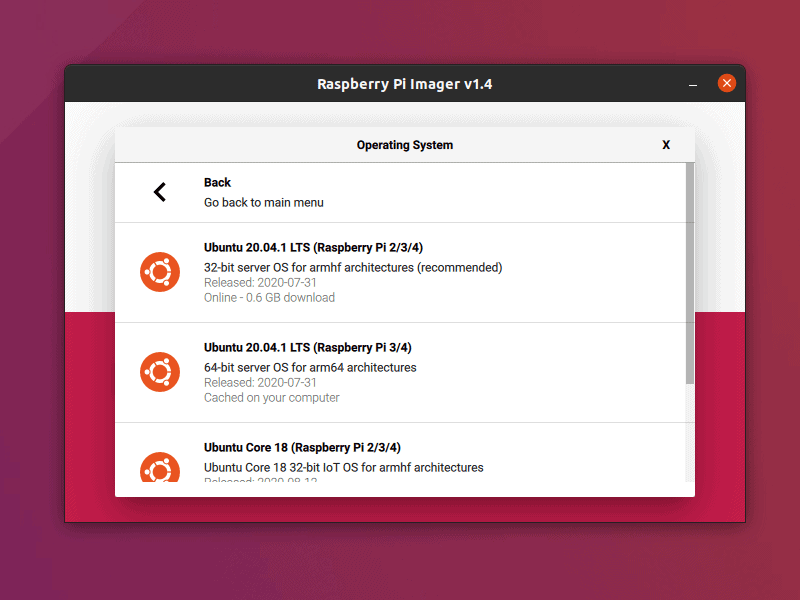 Raspberry Pi Imager v1.4
Operating System X
Back
Go back to main menu
Ubuntu 20.04.1 LTS (Raspberry Pi 2/3/4)
32-bit server OS for armhf architectures (recommended)
Released: 2020-07-31
Online - 0.6 GB download
Ubuntu 20.04.1 LTS (Raspberry Pi 3/4)
64-bit server OS for arm64 architectures
Released: 2020-07-31
Cached on your computer
Ubuntu Core 18 (Raspberry Pi 2/3/4)
Ubuntu Core 18 32-bit IoT OS for armhf architectures
Released: 2020-08-12